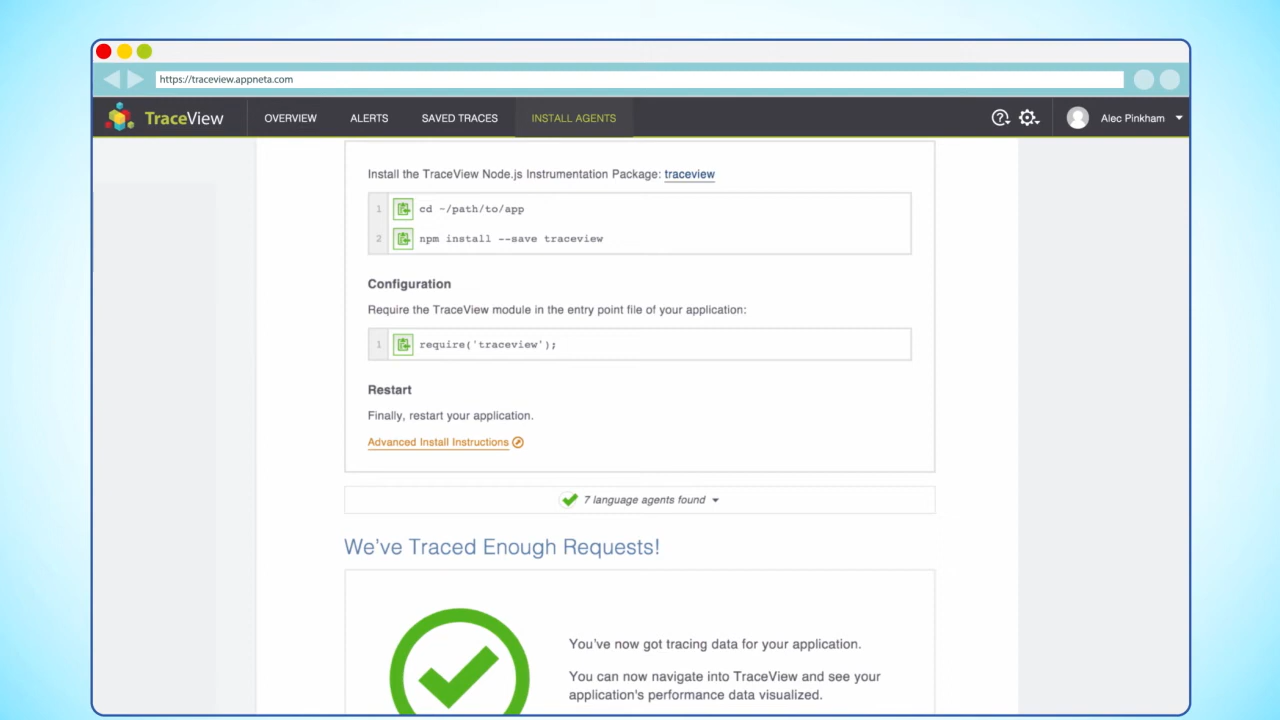 https://traceview.appneta.com
TraceView OVERVIEW ALERTS SAVED TRACES INSTALL AGENTS Alec Pinkham
Install the TraceView Node.js Instrumentation Package: traceview
1 cd ~/path/to/app
2 npm install --save traceview
Configuration
Require the TraceView module in the entry point file of your application:
1 require('traceview');
Restart
Finally, restart your application.
Advanced Install Instructions
7 language agents found
We've Traced Enough Requests!
You've now got tracing data for your application.
You can now navigate into TraceView and see your
application's performance data visualized.